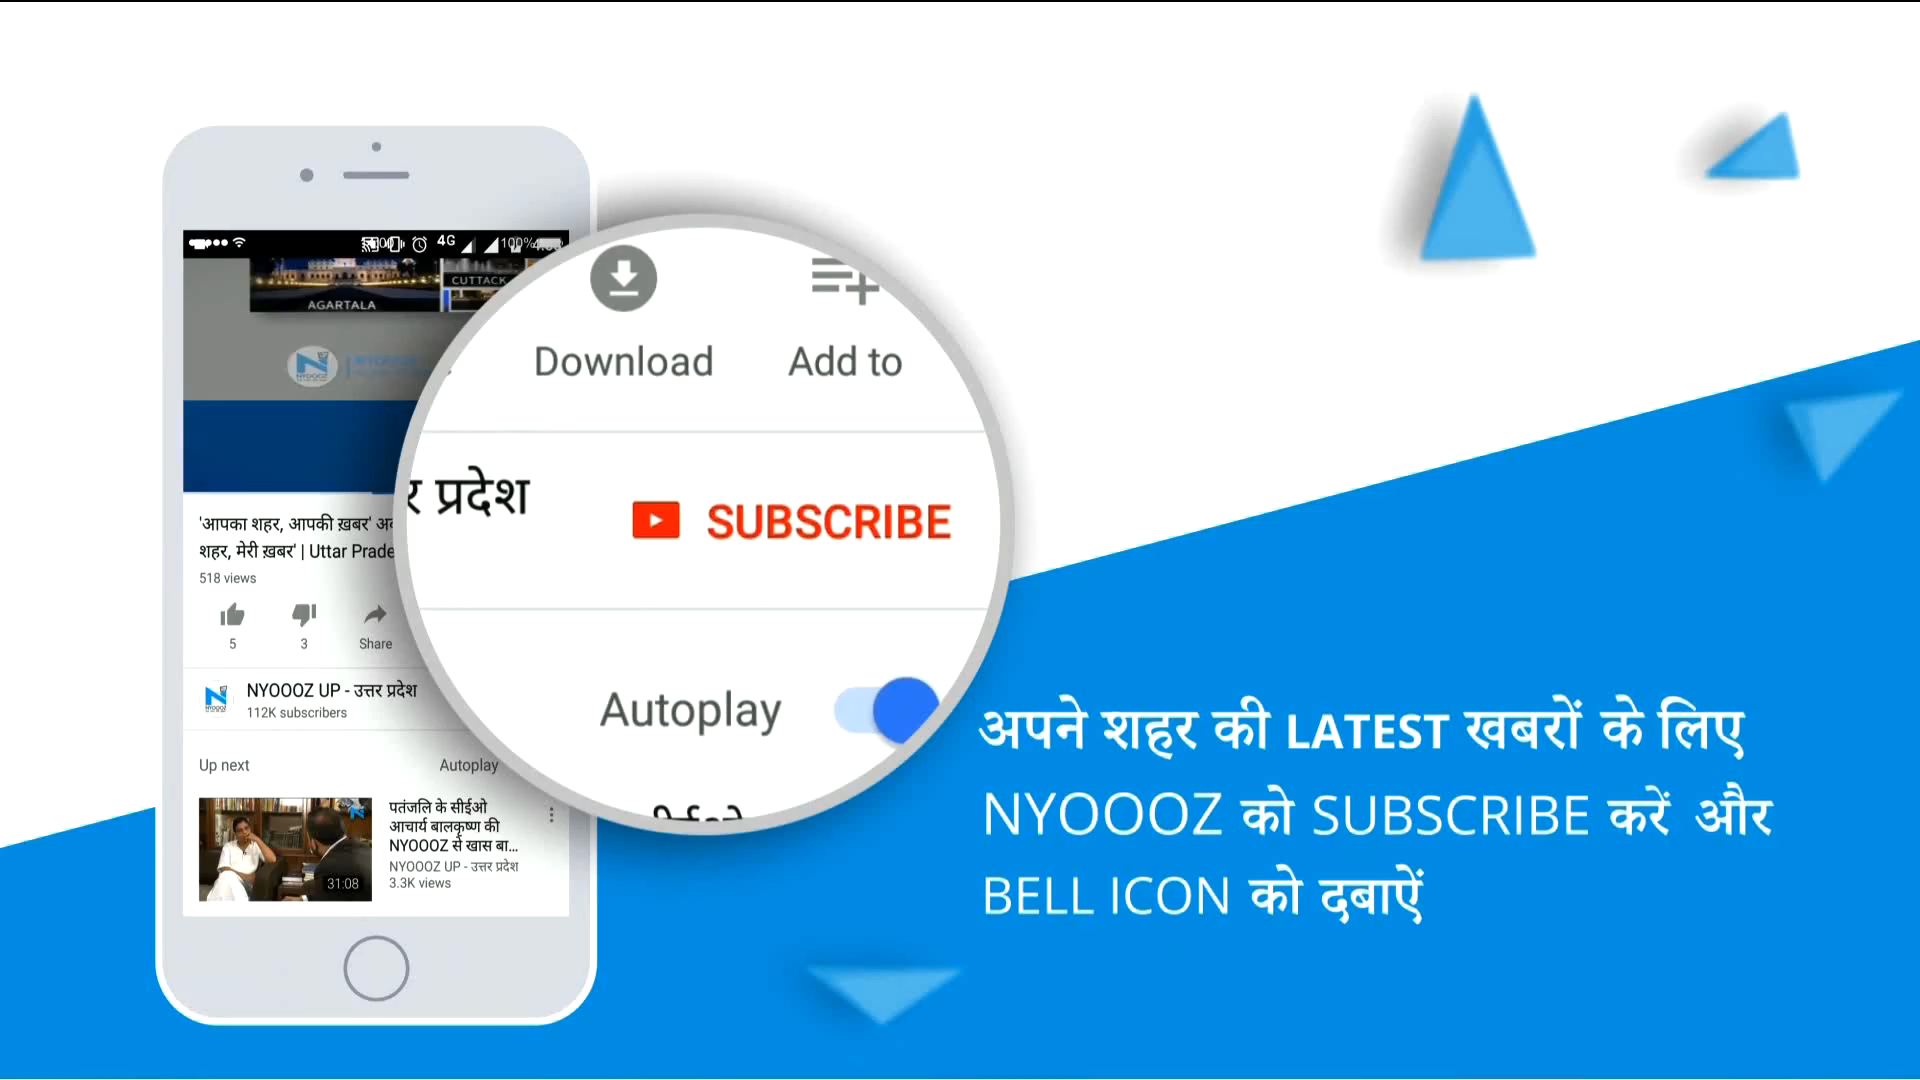 4G
100%
AGARTALA
CUTTACK
NYOOOZ
Download
Add to
र प्रदेश
SUBSCRIBE
Autoplay
'आपका शहर, आपकी ख़बर'
शहर, मेरी ख़बर' | Uttar Prade
518 views
5
3
Share
NYOOOZ UP - उत्तर प्रदेश
112K subscribers
Up next
Autoplay
पतंजलि के सीईओ
आचार्य बालकृष्ण की
NYOOOZ से खास बा...
NYOOOZ UP - उत्तर प्रदेश
3.3K views
31:08
अपने शहर की LATEST खबरों के लिए
NYOOOZ को SUBSCRIBE करें और
BELL ICON को दबाऐं